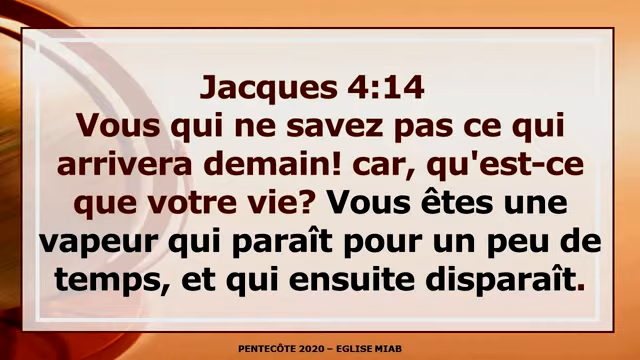 Jacques 4:14
Vous qui ne savez pas ce qui
arrivera demain! car, qu'est-ce
que votre vie? Vous êtes une
vapeur qui paraît pour un peu de
temps, et qui ensuite disparaît.
PENTECÔTE 2020 – EGLISE MIAB